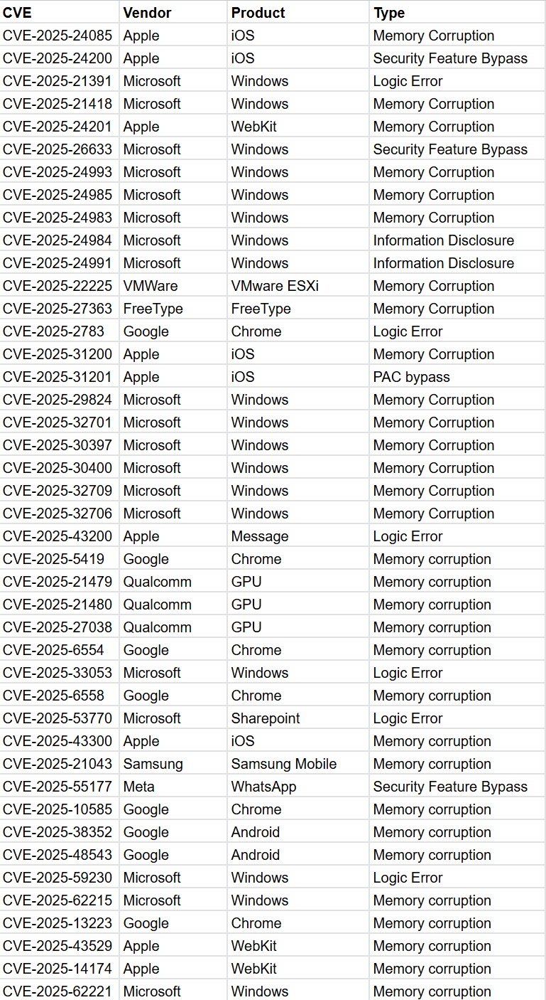 CVE Vendor Product Type
CVE-2025-24085 Apple iOS Memory Corruption
CVE-2025-24200 Apple iOS Security Feature Bypass
CVE-2025-21391 Microsoft Windows Logic Error
CVE-2025-21418 Microsoft Windows Memory Corruption
CVE-2025-24201 Apple WebKit Memory Corruption
CVE-2025-26633 Microsoft Windows Security Feature Bypass
CVE-2025-24993 Microsoft Windows Memory Corruption
CVE-2025-24985 Microsoft Windows Memory Corruption
CVE-2025-24983 Microsoft Windows Memory Corruption
CVE-2025-24984 Microsoft Windows Information Disclosure
CVE-2025-24991 Microsoft Windows Information Disclosure
CVE-2025-22225 VMWare VMware ESXi Memory Corruption
CVE-2025-27363 FreeType FreeType Memory Corruption
CVE-2025-2783 Google Chrome Logic Error
CVE-2025-31200 Apple iOS Memory Corruption
CVE-2025-31201 Apple iOS PAC bypass
CVE-2025-29824 Microsoft Windows Memory Corruption
CVE-2025-32701 Microsoft Windows Memory Corruption
CVE-2025-30397 Microsoft Windows Memory Corruption
CVE-2025-30400 Microsoft Windows Memory Corruption
CVE-2025-32709 Microsoft Windows Memory Corruption
CVE-2025-32706 Microsoft Windows Memory Corruption
CVE-2025-43200 Apple Message Logic Error
CVE-2025-5419 Google Chrome Memory corruption
CVE-2025-21479 Qualcomm GPU Memory corruption
CVE-2025-21480 Qualcomm GPU Memory corruption
CVE-2025-27038 Qualcomm GPU Memory corruption
CVE-2025-6554 Google Chrome Memory corruption
CVE-2025-33053 Microsoft Windows Logic Error
CVE-2025-6558 Google Chrome Memory corruption
CVE-2025-53770 Microsoft Sharepoint Logic Error
CVE-2025-43300 Apple iOS Memory corruption
CVE-2025-21043 Samsung Samsung Mobile Memory corruption
CVE-2025-55177 Meta WhatsApp Security Feature Bypass
CVE-2025-10585 Google Chrome Memory corruption
CVE-2025-38352 Google Android Memory corruption
CVE-2025-48543 Google Android Memory corruption
CVE-2025-59230 Microsoft Windows Logic Error
CVE-2025-62215 Microsoft Windows Memory corruption
CVE-2025-13223 Google Chrome Memory corruption
CVE-2025-43529 Apple WebKit Memory corruption
CVE-2025-14174 Apple WebKit Memory corruption
CVE-2025-62221 Microsoft Windows Memory corruption